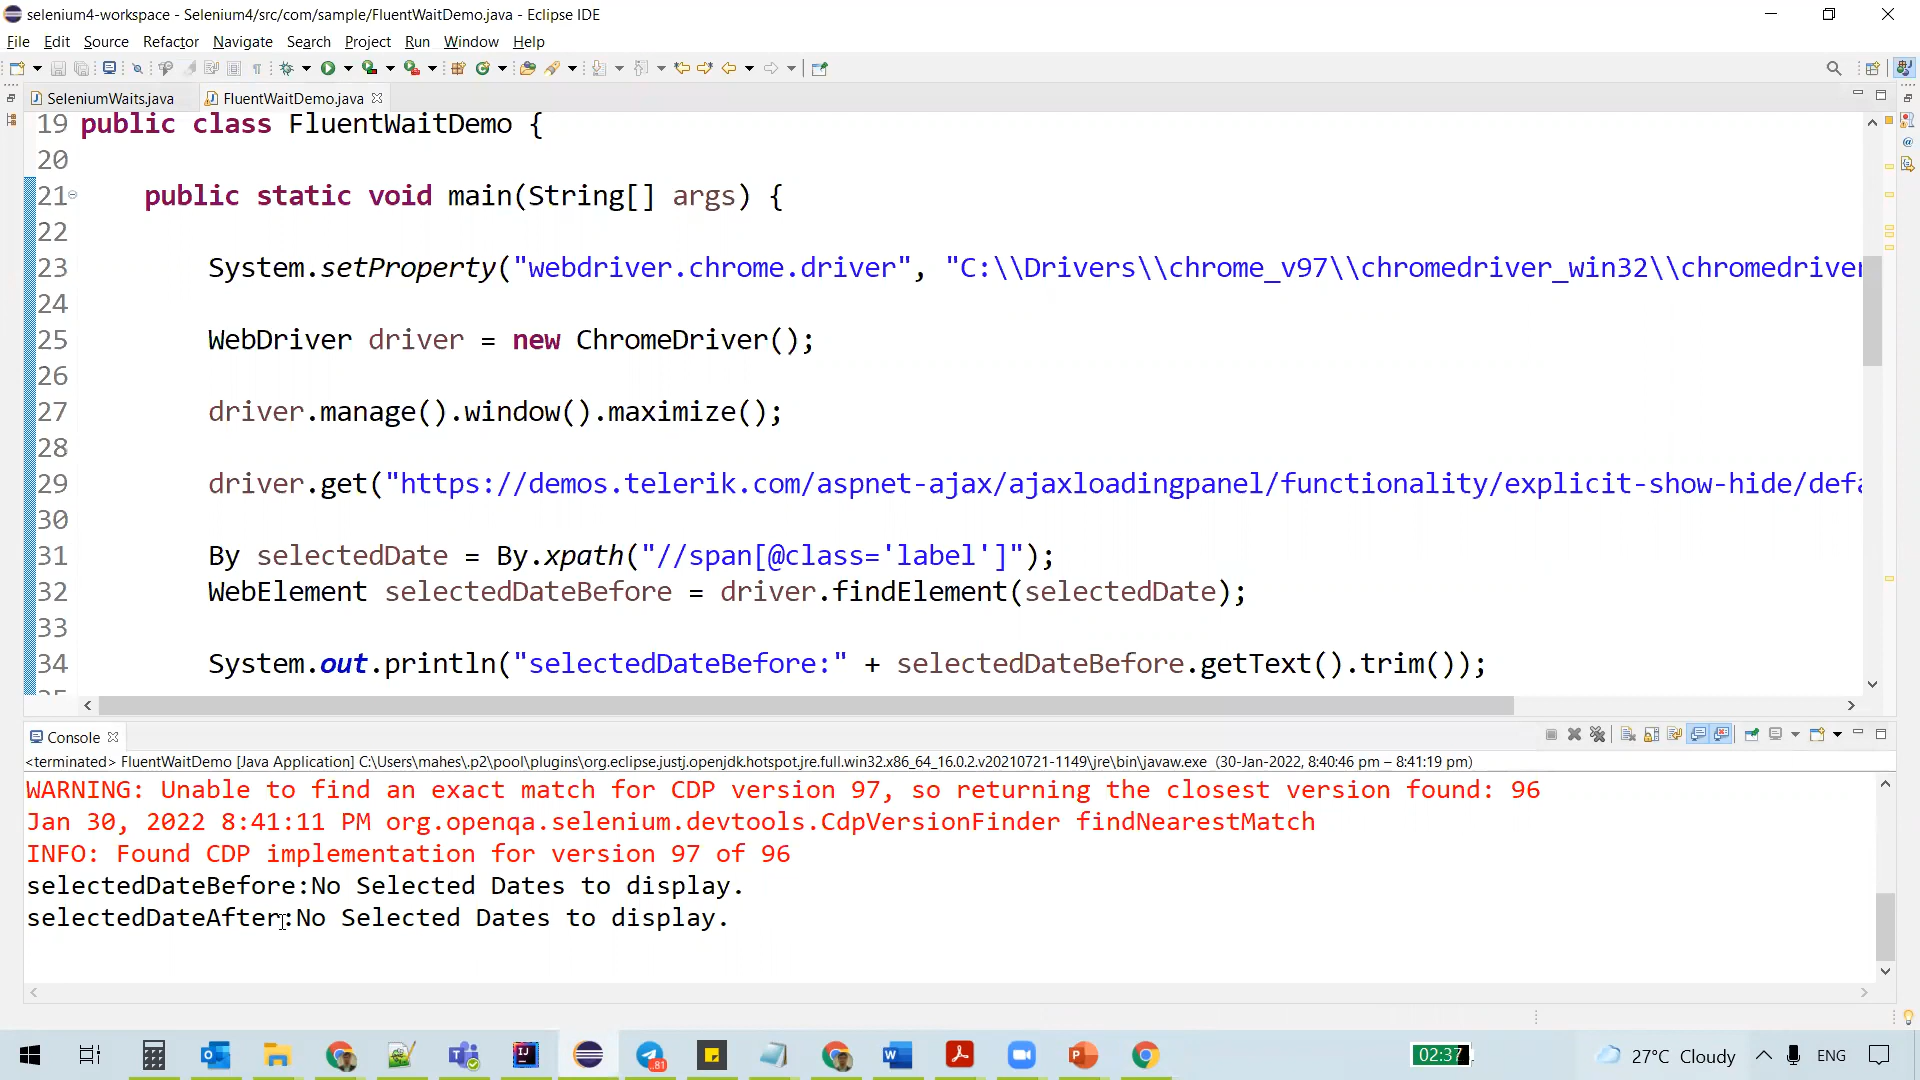 selenium4-workspace - Selenium4/src/com/sample/FluentWaitDemo.java - Eclipse IDE
File Edit Source Refactor Navigate Search Project Run Window Help
SeleniumWaits.java FluentWaitDemo.java
19 public class FluentWaitDemo {
20
21 public static void main(String[] args) {
22
23 System.setProperty("webdriver.chrome.driver", "C:\\Drivers\\chrome_v97\\chromedriver_win32\\chromedriver
24
25 WebDriver driver = new ChromeDriver();
26
27 driver.manage().window().maximize();
28
29 driver.get("https://demos.telerik.com/aspnet-ajax/ajaxloadingpanel/functionality/explicit-show-hide/defa
30
31 By selectedDate = By.xpath("//span[@class='label']");
32 WebElement selectedDateBefore = driver.findElement(selectedDate);
33
34 System.out.println("selectedDateBefore:" + selectedDateBefore.getText().trim());
Console
<terminated> FluentWaitDemo [Java Application] C:\Users\mahes\.p2\pool\plugins\org.eclipse.justj.openjdk.hotspot.jre.full.win32.x86_64_16.0.2.v20210721-1149\jre\bin\javaw.exe (30-Jan-2022, 8:40:46 pm – 8:41:19 pm)
WARNING: Unable to find an exact match for CDP version 97, so returning the closest version found: 96
Jan 30, 2022 8:41:11 PM org.openqa.selenium.devtools.CdpVersionFinder findNearestMatch
INFO: Found CDP implementation for version 97 of 96
selectedDateBefore:No Selected Dates to display.
selectedDateAfter:No Selected Dates to display.
02:37 27°C Cloudy ENG